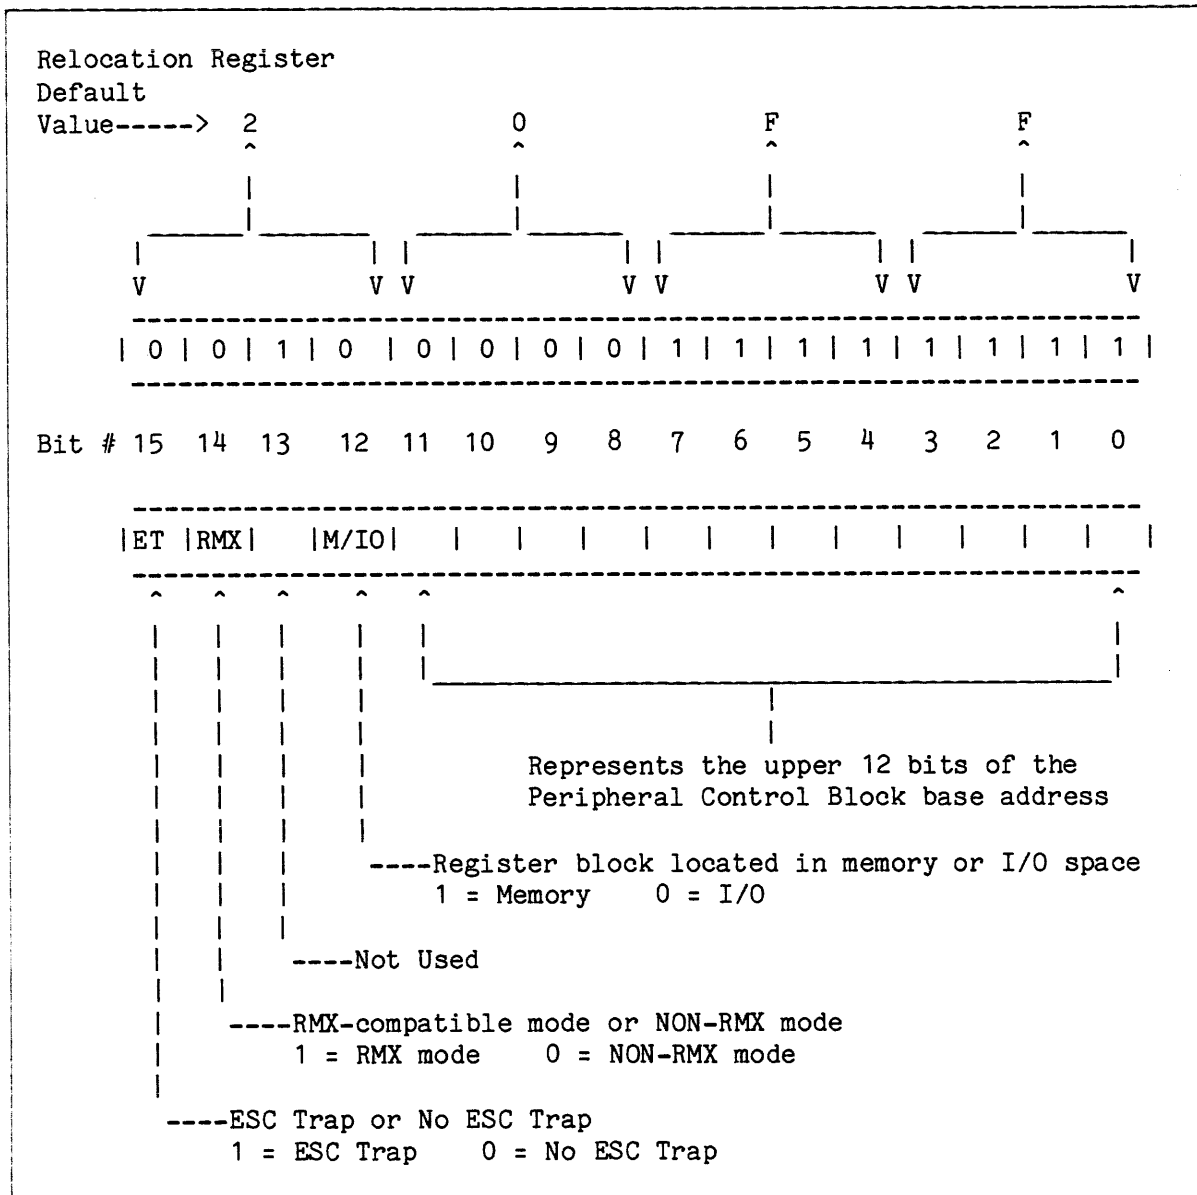 Relocation Register
Default
Value-----> 2 0 F F
^ ^ ^ ^
V V V V V V V V
| 0 | 0 | 1 | 0 | 0 | 0 | 0 | 0 | 1 | 1 | 1 | 1 | 1 | 1 | 1 | 1 |
Bit # 15 14 13 12 11 10 9 8 7 6 5 4 3 2 1 0
|ET |RMX| |M/IO| | | | | | | | | | | | |
^ ^ ^ ^ ^ ^
Represents the upper 12 bits of the
Peripheral Control Block base address
----Register block located in memory or I/O space
1 = Memory 0 = I/O
----Not Used
----RMX-compatible mode or NON-RMX mode
1 = RMX mode 0 = NON-RMX mode
----ESC Trap or No ESC Trap
1 = ESC Trap 0 = No ESC Trap